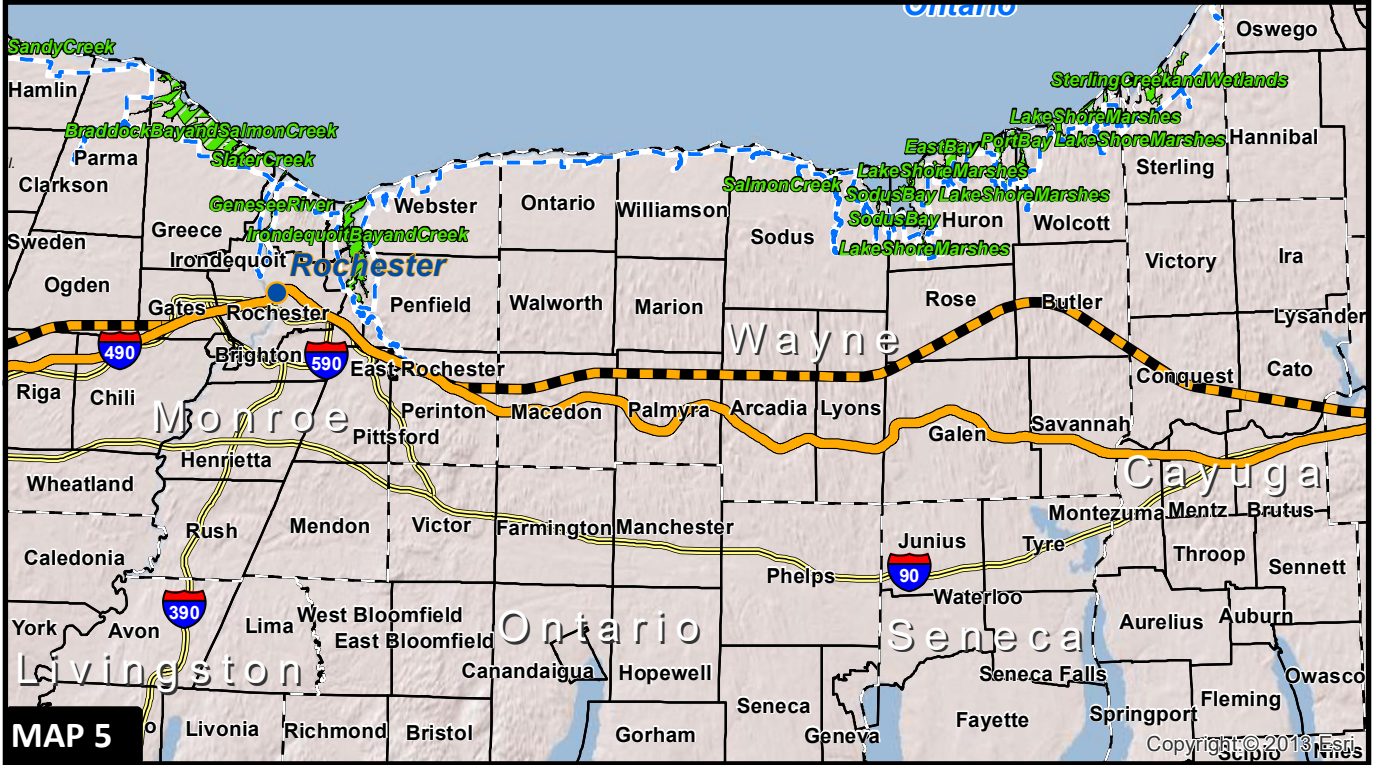 Ontario
Oswego
SandyCreek
SterlingCreekandWetlands
Hamlin
LakeShoreMarshes
BraddockBayandSalmonCreek
EastBay
PortBay
LakeShoreMarshes
Hannibal
Parma
SlaterCreek
Sterling
LakeShoreMarshes
Clarkson
SalmonCreek
SodusBay
LakeShoreMarshes
GeneseeRiver
Webster
Ontario
Williamson
SodusBay
Huron
Wolcott
Greece
IrondequoitBayandCreek
Sodus
LakeShoreMarshes
Sweden
Irondequoit
Rochester
Victory
Ira
Ogden
Gates
Rochester
Penfield
Walworth
Marion
Rose
Butler
Lysander
Wayne
490
Brighton
590
East Rochester
Conquest
Cato
Riga
Chili
Monroe
Perinton
Macedon
Palmyra
Arcadia
Lyons
Galen
Savannah
Pittsford
Henrietta
Cayuga
Wheatland
Rush
Mendon
Victor
Farmington
Manchester
Montezuma
Mentz
Brutus
Junius
Tyre
Caledonia
Throop
Sennett
Phelps
90
Waterloo
390
York
Avon
Lima
West Bloomfield
East Bloomfield
Ontario
Seneca
Aurelius
Auburn
Livingston
Canandaigua
Hopewell
Seneca Falls
Owasco
Fleming
Livonia
Richmond
Bristol
Gorham
Seneca
Geneva
Fayette
Springport
MAP 5
o
Copyright:© 2013 Esri
Scipio
Niles